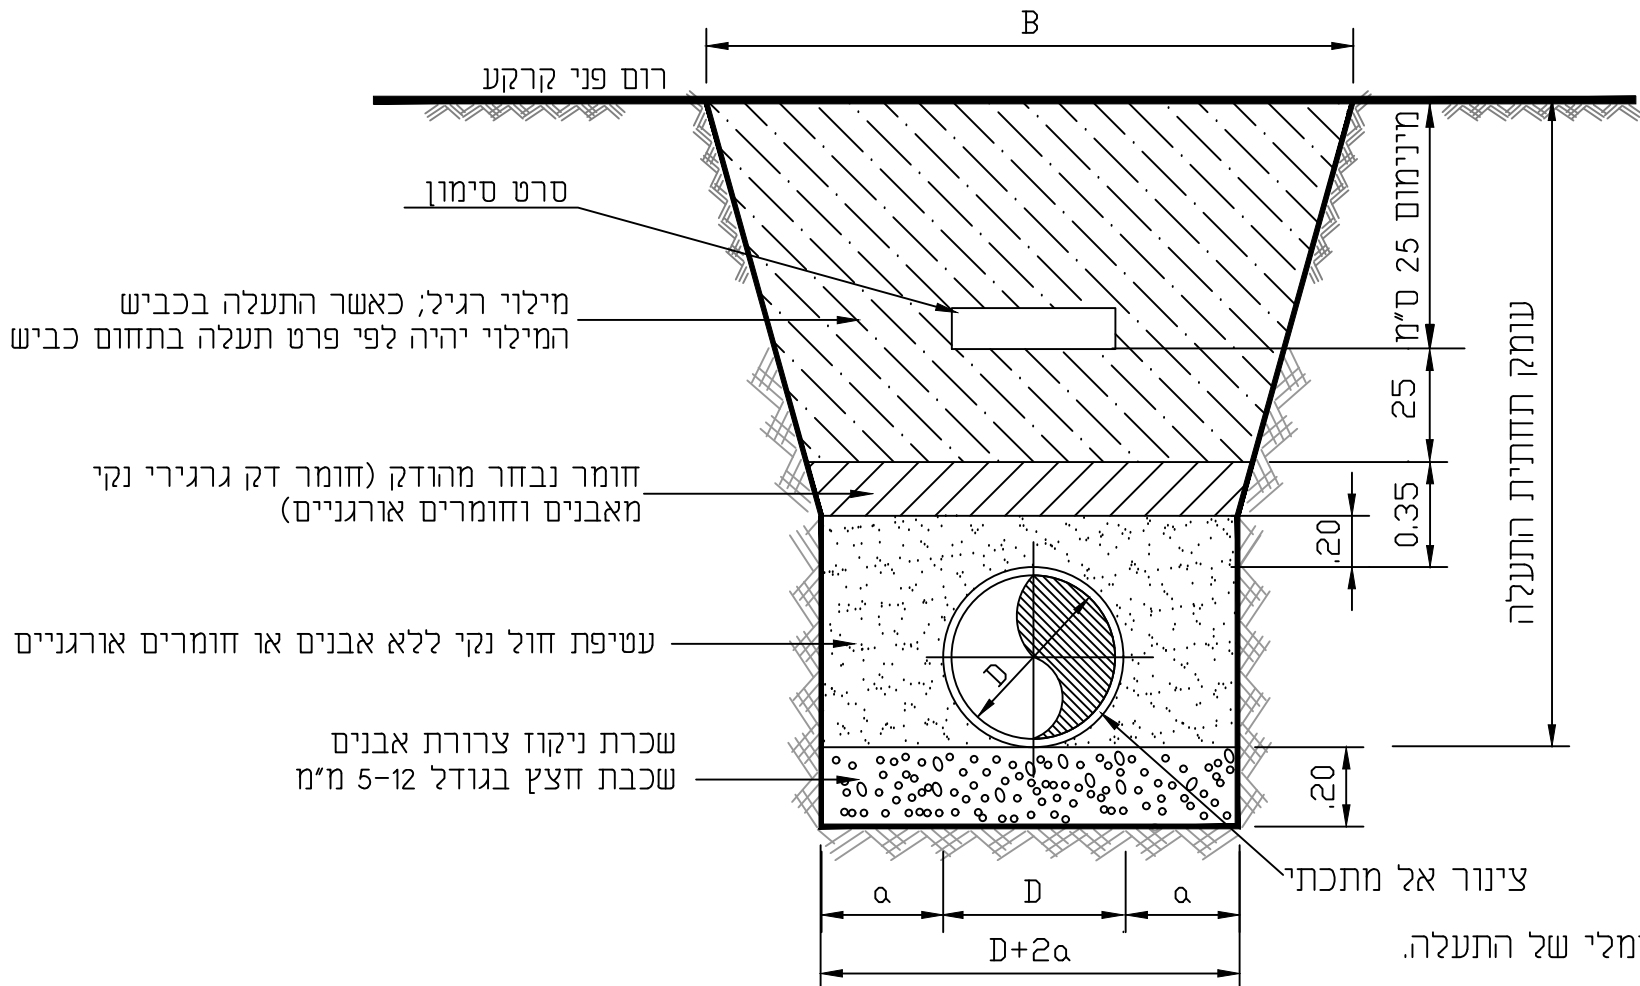 B
רום פני קרקע
סרט סימון
מילוי רגיל; כאשר התעלה בכביש
המילוי יהיה לפי פרט תעלה בתחום כביש
חומר נבחר מהודק (חומר דק גרגירי נקי
מאבנים וחומרים אורגניים)
עטיפת חול נקי ללא אבנים או חומרים אורגניים
שכרת ניקוז צרורת אבנים
שכבת חצץ בגודל 5-12 מ"מ
מינימום 25 ס"מ
25
0.35
.20
.20
עומק תחתית התעלה
D
צינור אל מתכתי
a
D
a
D+2a
של התעלה.